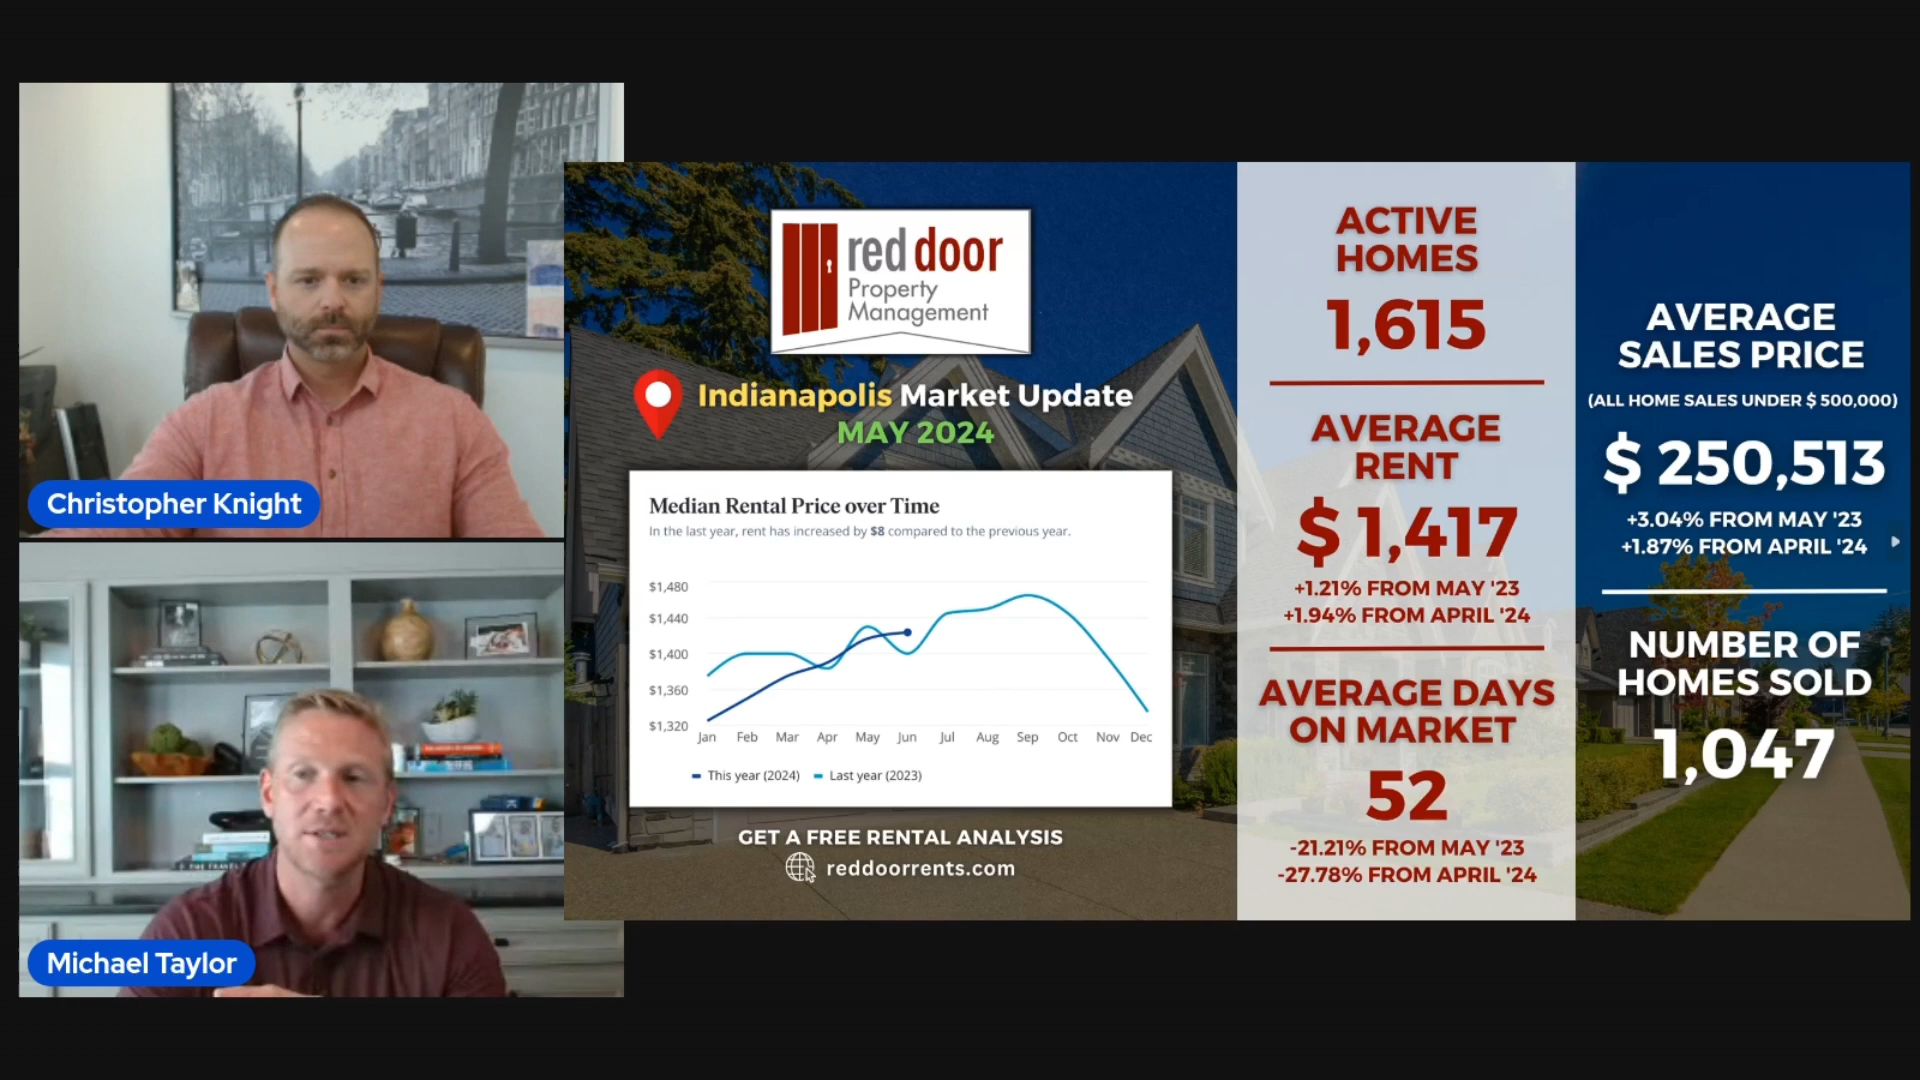 Christopher Knight
Michael Taylor
red door
Property
Management
Indianapolis Market Update
MAY 2024
Median Rental Price over Time
In the last year, rent has increased by $8 compared to the previous year.
$1,480
$1,440
$1,400
$1,360
$1,320
Jan Feb Mar Apr May Jun Jul Aug Sep Oct Nov Dec
This year (2024) Last year (2023)
GET A FREE RENTAL ANALYSIS
reddoorrents.com
ACTIVE
HOMES
1,615
AVERAGE
RENT
$ 1,417
+1.21% FROM MAY '23
+1.94% FROM APRIL '24
AVERAGE DAYS
ON MARKET
52
-21.21% FROM MAY '23
-27.78% FROM APRIL '24
AVERAGE
SALES PRICE
(ALL HOME SALES UNDER $ 500,000)
$ 250,513
+3.04% FROM MAY '23
+1.87% FROM APRIL '24
NUMBER OF
HOMES SOLD
1,047